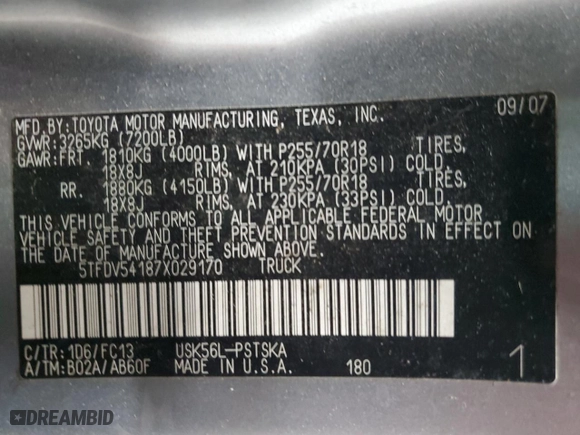 MFD.BY:TOYOTA MOTOR MANUFACTURING, TEXAS, INC. 09/07
GVWR:3265KG (7200LB)
GAWR:FRT. 1810KG (4000LB) WITH P255/70R18 TIRES,
18X8J RIMS, AT 210KPA (30PSI) COLD.
RR. 1880KG (4150LB) WITH P255/70R18 TIRES,
18X8J RIMS, AT 230KPA (33PSI) COLD.
THIS VEHICLE CONFORMS TO ALL APPLICABLE FEDERAL MOTOR
VEHICLE SAFETY AND THEFT PREVENTION STANDARDS IN EFFECT ON
THE DATE OF MANUFACTURE SHOWN ABOVE.
5TFDV54187X029170 TRUCK
C/TR: 1D6/FC13 USK56L-PSTSKA
A/TM: B02A/AB60F MADE IN U.S.A. 180 1
DREAMBID